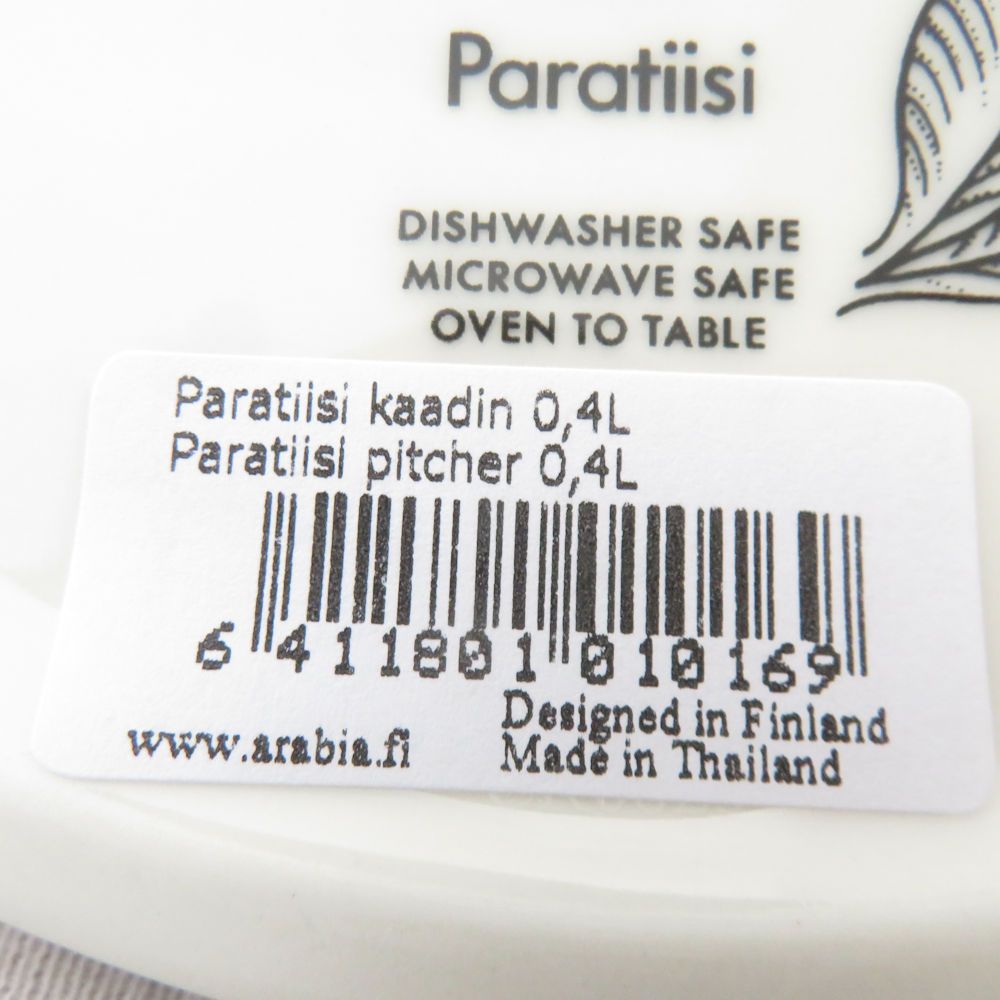 Paratiisi
DISHWASHER SAFE
MICROWAVE SAFE
OVEN TO TABLE
Paratiisi kaadin 0,4L
Paratiisi pitcher 0,4L
6 411801 010169
Designed in Finland
www.arabia.fi Made in Thailand